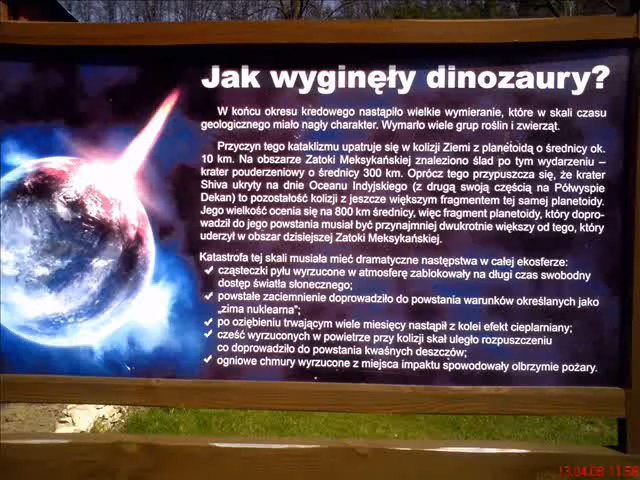 Jak wyginęły dinozaury?
W końcu okresu kredowego nastąpiło wielkie wymieranie, które w skali czasu
geologicznego miało nagły charakter. Wymarło wiele grup roślin i zwierząt.
Przyczyn tego kataklizmu upatruje się w kolizji Ziemi z planetoidą o średnicy ok.
10 km. Na obszarze Zatoki Meksykańskiej znaleziono ślad po tym wydarzeniu –
krater pouderzeniowy o średnicy 300 km. Oprócz tego przypuszcza się, że krater
Shiva ukryty na dnie Oceanu Indyjskiego (z drugą swoją częścią na Półwyspie
Dekan) to pozostałość kolizji z jeszcze większym fragmentem tej samej planetoidy.
Jego wielkość ocenia się na 800 km średnicy, więc fragment planetoidy, który dopro-
wadził do jego powstania musiał być przynajmniej dwukrotnie większy od tego, który
uderzył w obszar dzisiejszej Zatoki Meksykańskiej.
Katastrofa tej skali musiała mieć dramatyczne następstwa w całej ekosferze:
✓ cząsteczki pyłu wyrzucone w atmosferę zablokowały na długi czas swobodny
dostęp światła słonecznego;
✓ powstałe zaciemnienie doprowadziło do powstania warunków określanych jako
„zima nuklearna”;
✓ po oziębieniu trwającym wiele miesięcy nastąpił z kolei efekt cieplarniany;
✓ cześć wyrzuconych w powietrze przy kolizji skał uległo rozpuszczeniu
co doprowadziło do powstania kwaśnych deszczów;
✓ ogniowe chmury wyrzucone z miejsca impaktu spowodowały olbrzymie pożary.